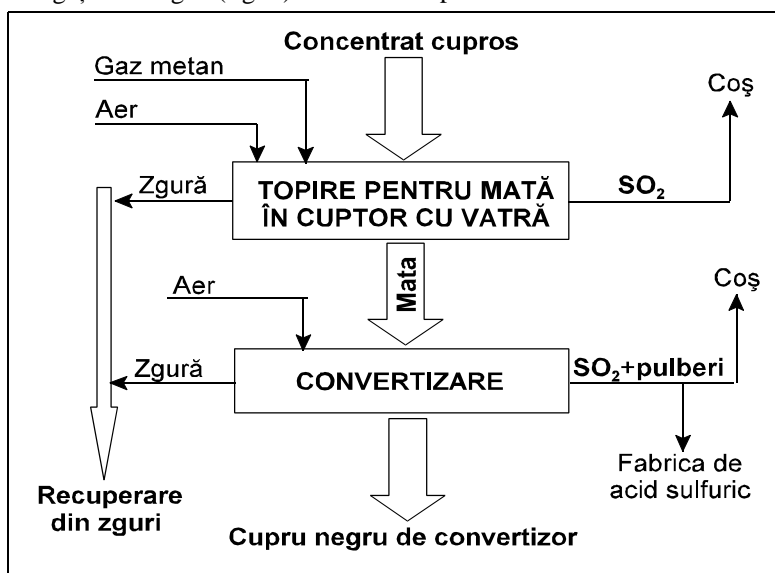 Concentrat cupros
Gaz metan
Aer
Coş
Zgură
TOPIRE PENTRU MATĂ
ÎN CUPTOR CU VATRĂ
SO₂
Mata
Aer
Coş
Zgură
CONVERTIZARE
SO₂+pulberi
Recuperare
din zguri
Cupru negru de convertizor
Fabrica de
acid sulfuric